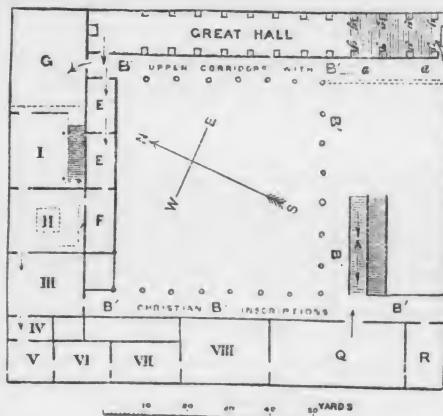 GREAT HALL
G
B' UPPER CORRIDORS WITH B' a a
E
B'
N E
I E
W S
II F
A
B
III
B' B' B'
CHRISTIAN INSCRIPTIONS
IV
V VI VII VIII Q R
10 20 30 40 50 YARDS